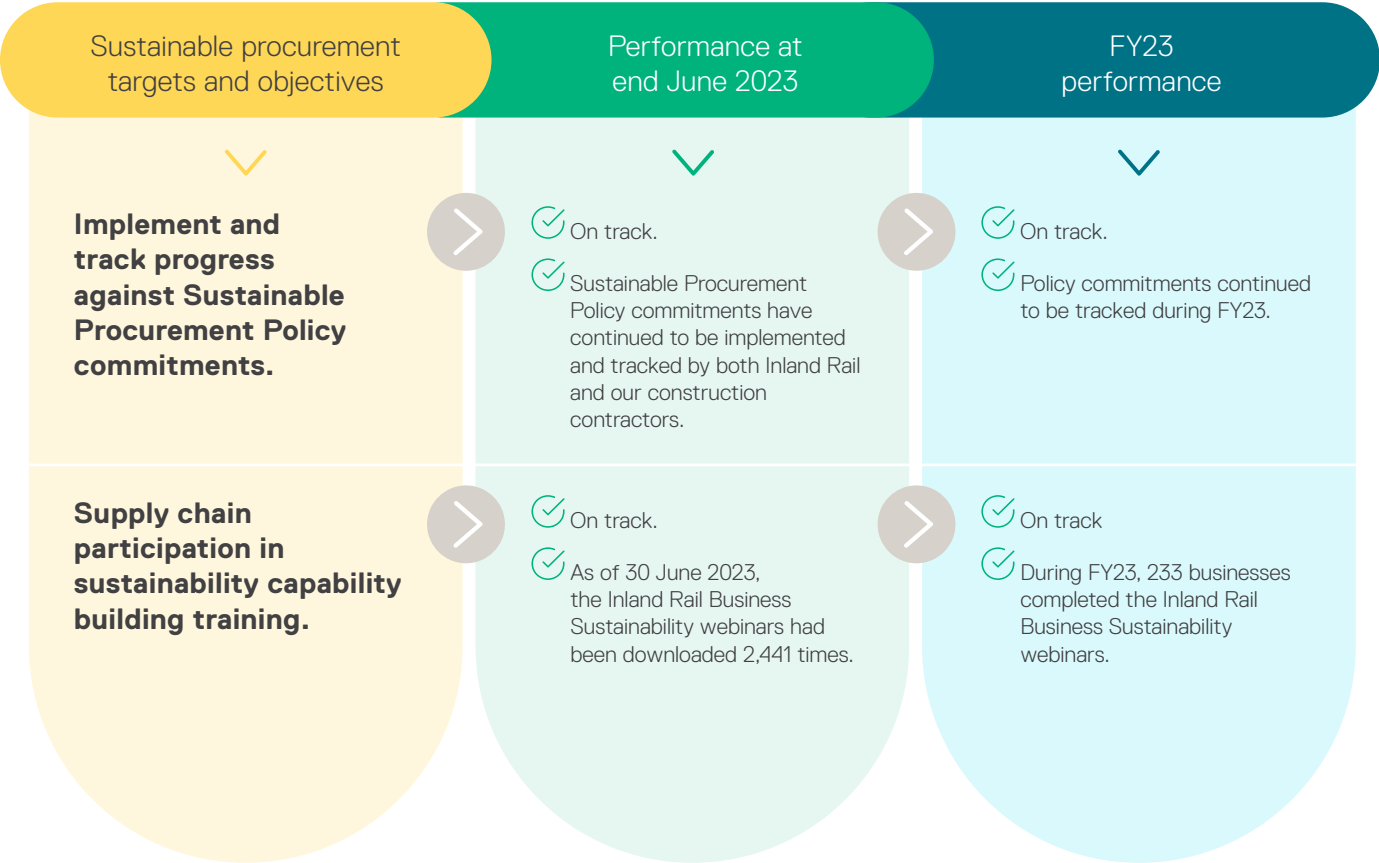 Sustainable procurement
targets and objectives
Performance at
end June 2023
FY23
performance
Implement and
track progress
against Sustainable
Procurement Policy
commitments.
On track.
Sustainable Procurement
Policy commitments have
continued to be implemented
and tracked by both Inland Rail
and our construction
contractors.
On track.
Policy commitments continued
to be tracked during FY23.
Supply chain
participation in
sustainability capability
building training.
On track.
As of 30 June 2023,
the Inland Rail Business
Sustainability webinars had
been downloaded 2,441 times.
On track
During FY23, 233 businesses
completed the Inland Rail
Business Sustainability
webinars.